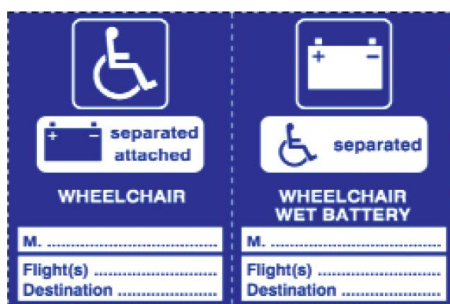 separated
attached
WHEELCHAIR
M. ......................................
Flight(s) ...........................
Destination ......................
separated
WHEELCHAIR
WET BATTERY
M. ......................................
Flight(s) ...........................
Destination ......................